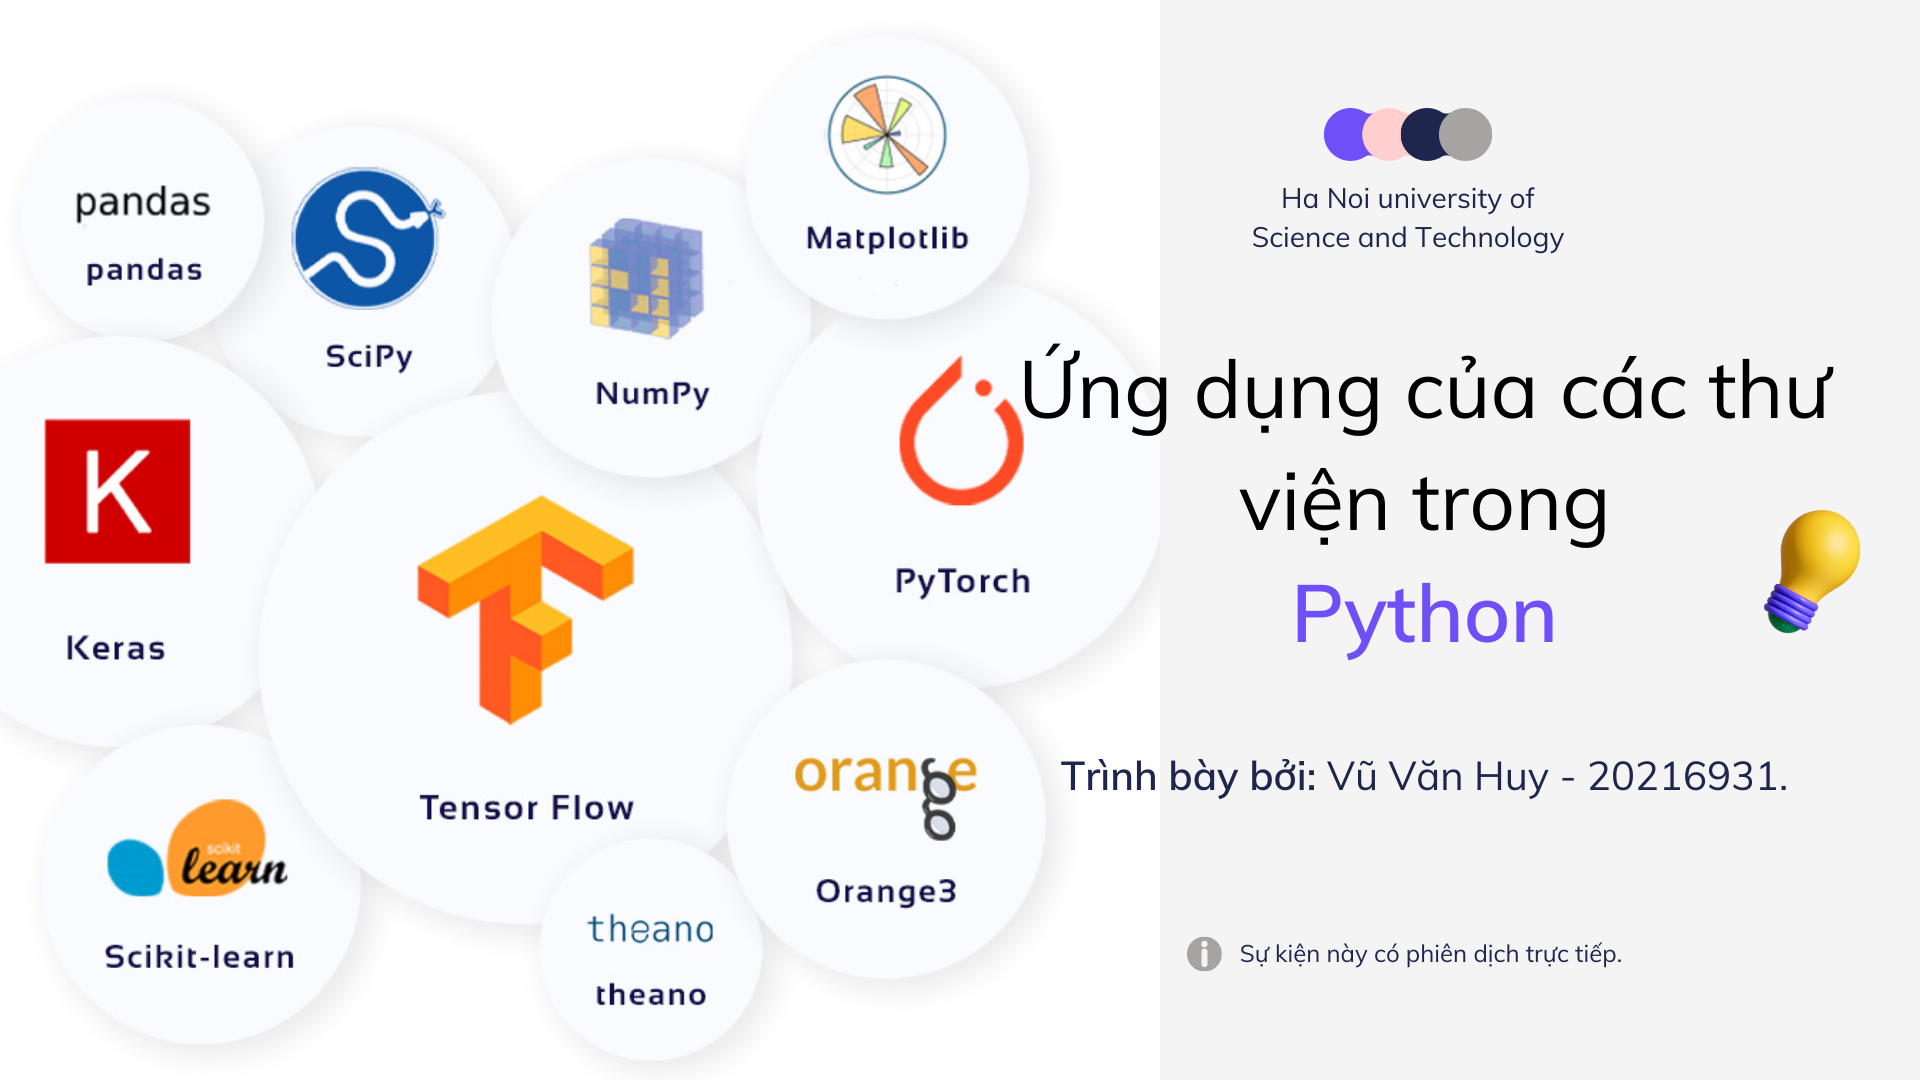 pandas
pandas
SciPy
NumPy
Matplotlib
K
Keras
Tensor Flow
PyTorch
scikit
learn
Scikit-learn
theano
theano
orange
Orange3
Ha Noi university of
Science and Technology
Ứng dụng của các thư
viện trong
Python
Trình bày bởi: Vũ Văn Huy - 20216931.
i Sự kiện này có phiên dịch trực tiếp.